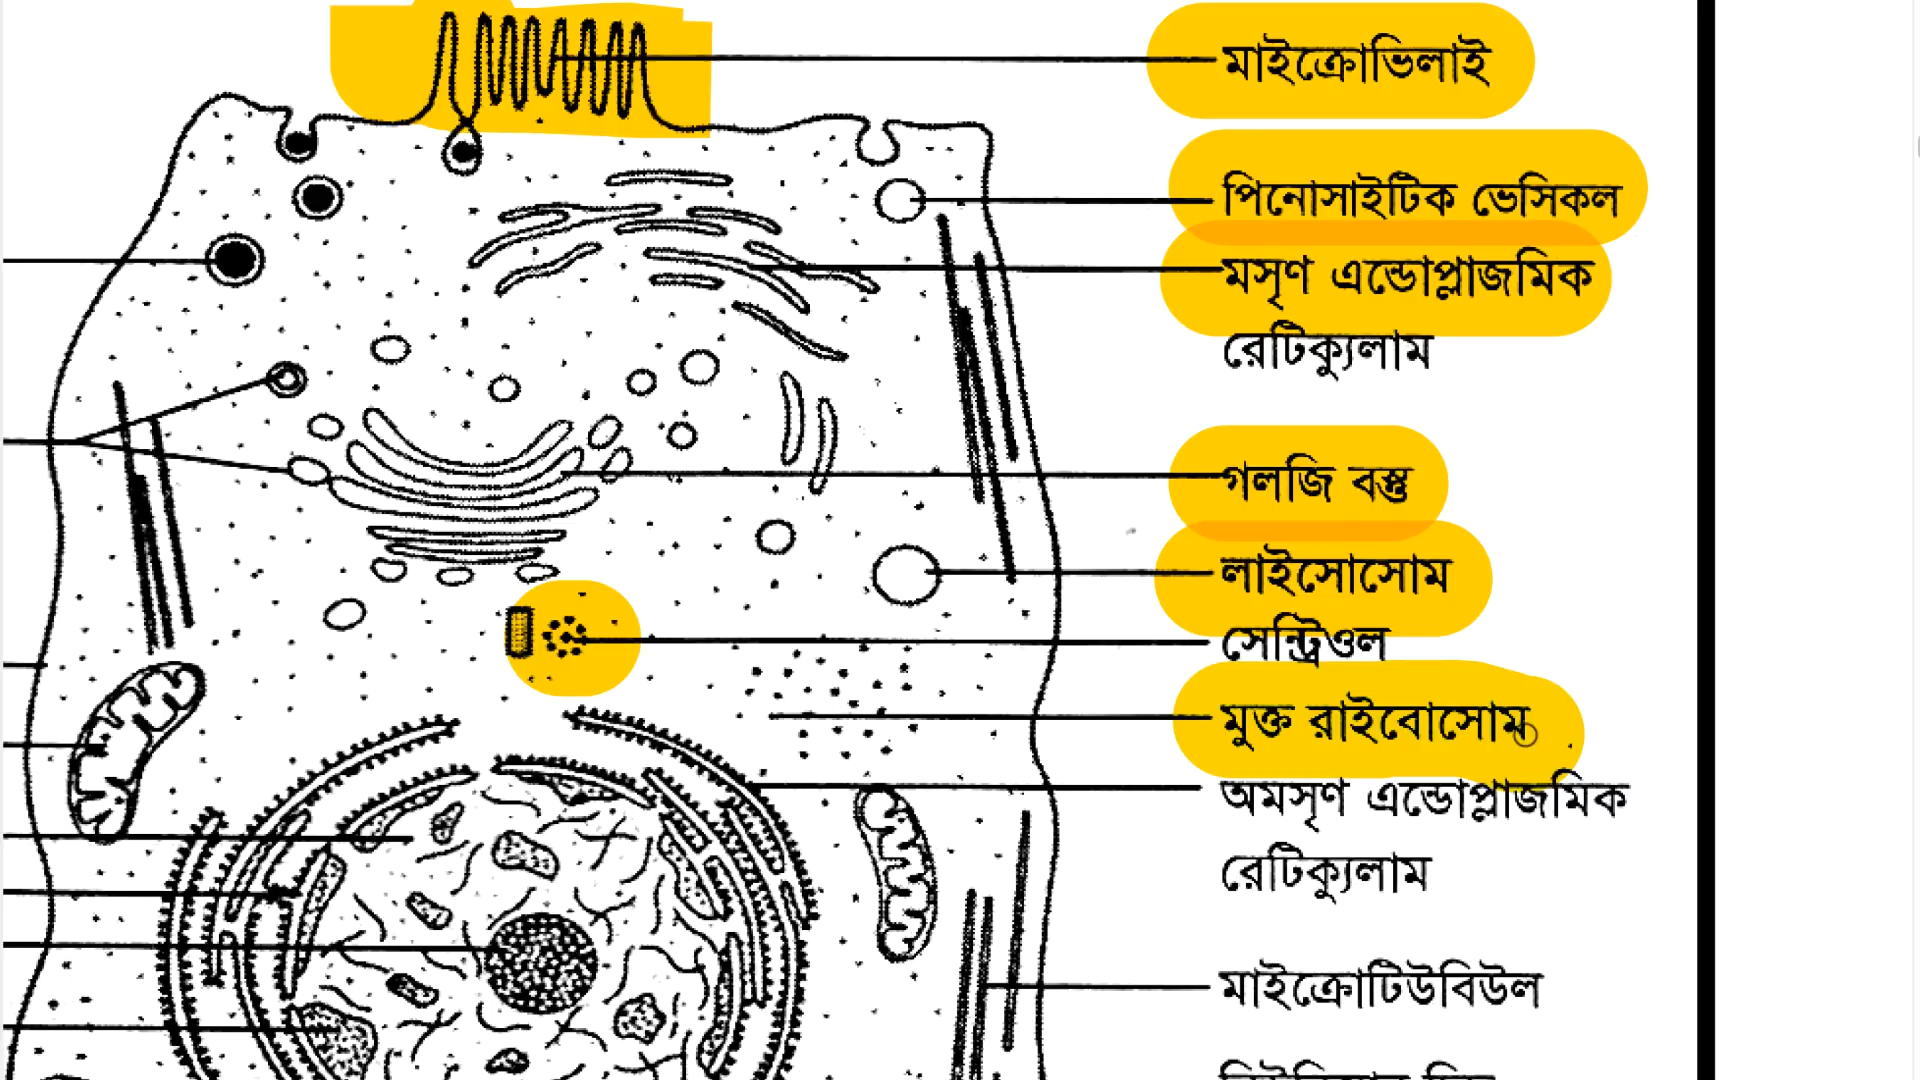 মাইক্রোভিলাই
পিনোসাইটিক ভেসিকল
মসৃণ এন্ডোপ্লাজমিক
রেটিক্যুলাম
গলজি বস্তু
লাইসোসোম
সেন্ট্রিওল
মুক্ত রাইবোসোম
অমসৃণ এন্ডোপ্লাজমিক
রেটিক্যুলাম
মাইক্রোটিউবিউল